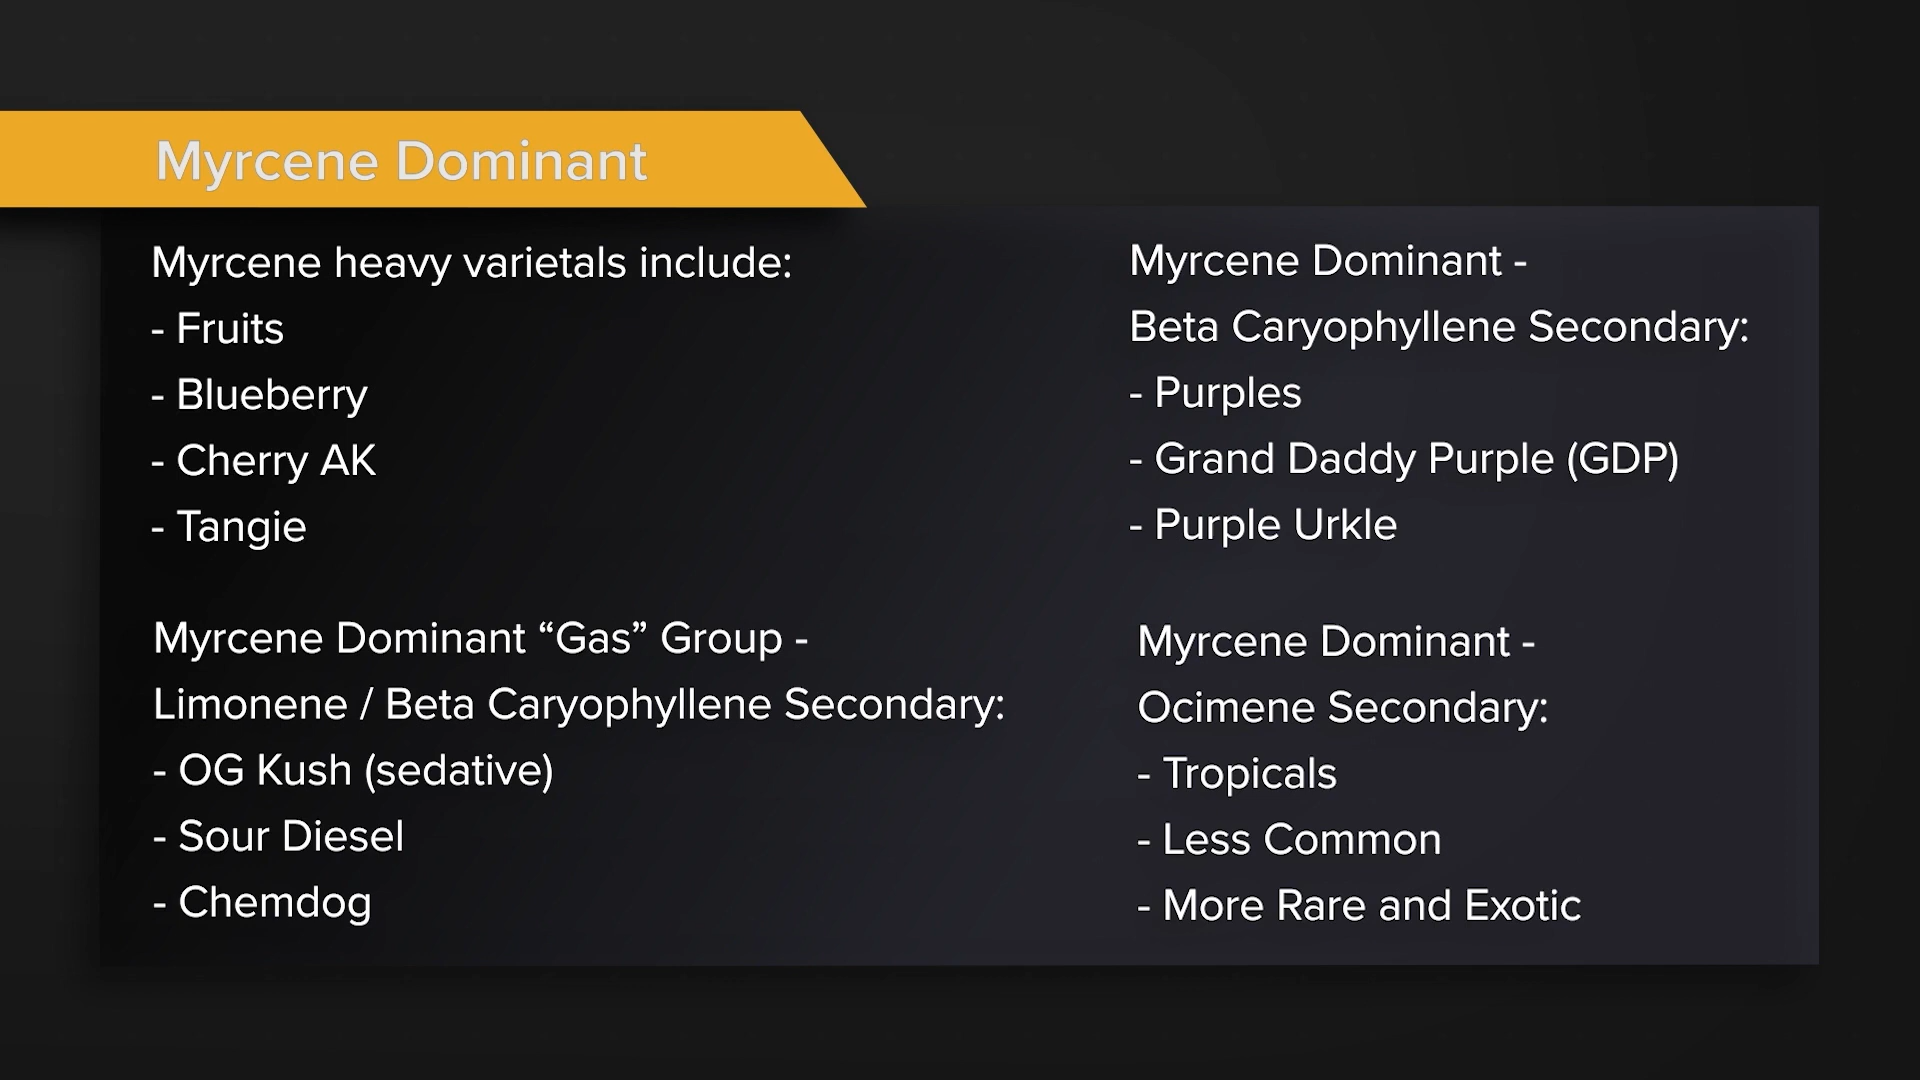 Myrcene Dominant
Myrcene heavy varietals include:
- Fruits
- Blueberry
- Cherry AK
- Tangie
Myrcene Dominant “Gas” Group -
Limonene / Beta Caryophyllene Secondary:
- OG Kush (sedative)
- Sour Diesel
- Chemdog
Myrcene Dominant -
Beta Caryophyllene Secondary:
- Purples
- Grand Daddy Purple (GDP)
- Purple Urkle
Myrcene Dominant -
Ocimene Secondary:
- Tropicals
- Less Common
- More Rare and Exotic